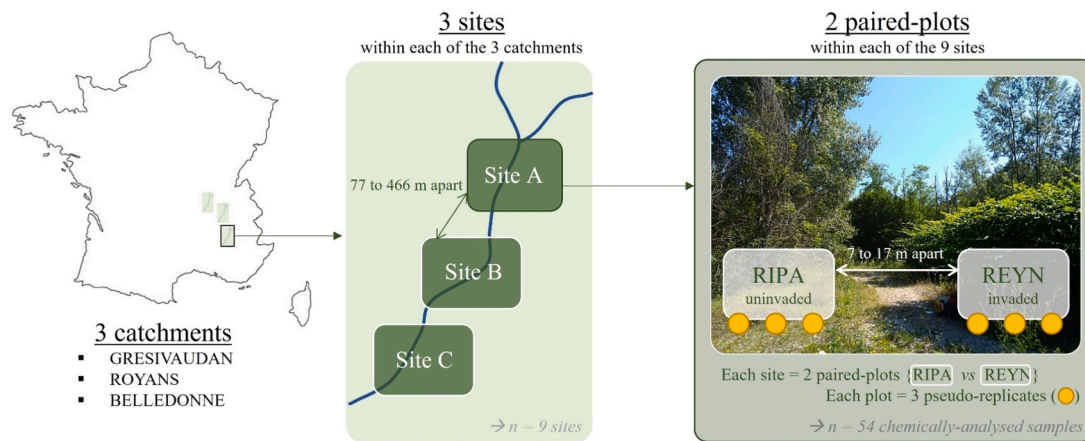 3 catchments
▪ GRESIVAUDAN
▪ ROYANS
▪ BELLEDONNE
3 sites
within each of the 3 catchments
77 to 466 m apart
Site A
Site B
Site C
→ n = 9 sites
2 paired-plots
within each of the 9 sites
7 to 17 m apart
RIPA
uninvaded
REYN
invaded
Each site = 2 paired-plots {RIPA vs REYN}
Each plot = 3 pseudo-replicates ( )
→ n = 54 chemically-analysed samples